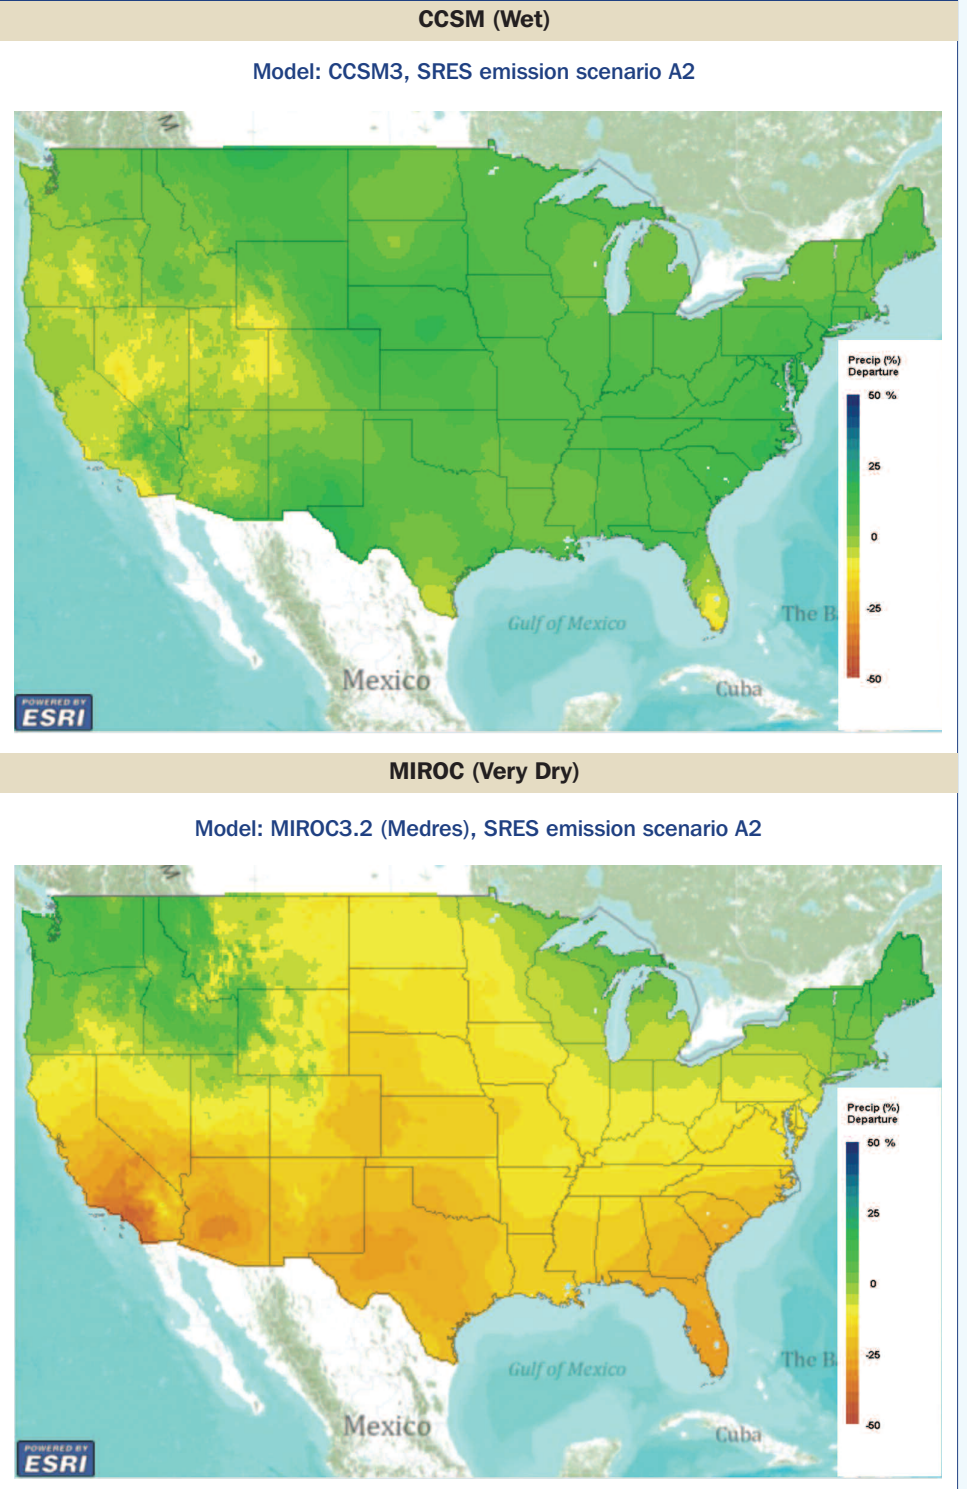 CCSM (Wet)
Model: CCSM3, SRES emission scenario A2
M
Precip (%)
Departure
50 %
25
0
-25
-50
Gulf of Mexico
The B
Mexico
Cuba
POWERED BY
ESRI
MIROC (Very Dry)
Model: MIROC3.2 (Medres), SRES emission scenario A2
M
Precip (%)
Departure
50 %
25
0
-25
-50
Gulf of Mexico
The B
Mexico
Cuba
POWERED BY
ESRI